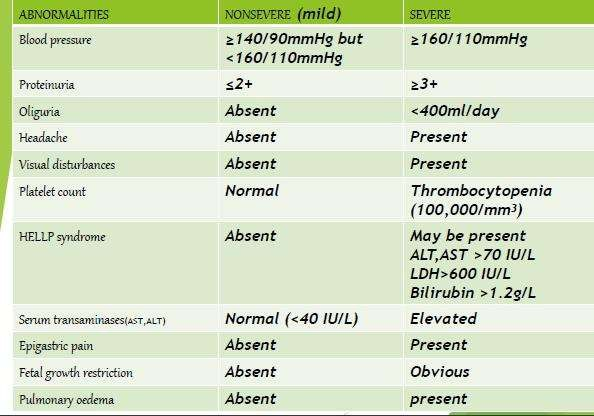 ABNORMALITIES NONSEVERE (mild) SEVERE
Blood pressure ≥140/90mmHg but ≥160/110mmHg
<160/110mmHg
Proteinuria ≤2+ ≥3+
Oliguria Absent <400ml/day
Headache Absent Present
Visual disturbances Absent Present
Platelet count Normal Thrombocytopenia
(100,000/mm³)
HELLP syndrome Absent May be present
ALT,AST >70 IU/L
LDH>600 IU/L
Bilirubin >1.2g/L
Serum transaminases(AST,ALT) Normal (<40 IU/L) Elevated
Epigastric pain Absent Present
Fetal growth restriction Absent Obvious
Pulmonary oedema Absent present